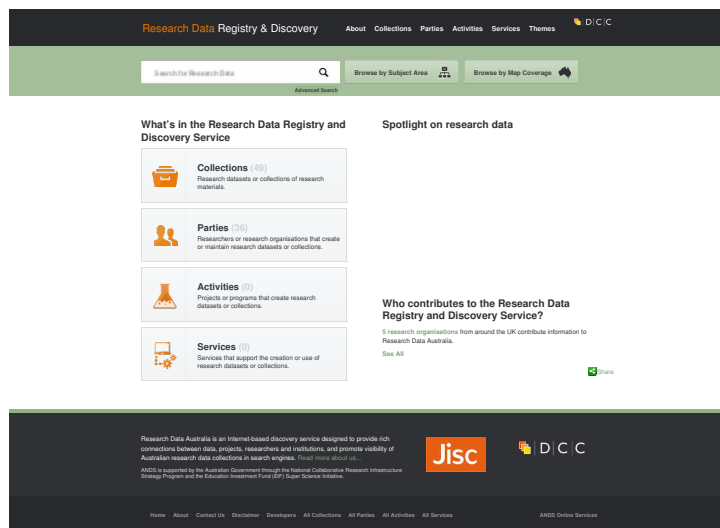 Research Data Registry & Discovery
About Collections Parties Activities Services Themes
D|C|C
Search for Research Data
Browse by Subject Area
Browse by Map Coverage
Advanced Search
What's in the Research Data Registry and
Discovery Service
Collections (49)
Research datasets or collections of research
materials.
Parties (36)
Researchers or research organisations that create
or maintain research datasets or collections.
Activities (0)
Projects or programs that create research
datasets or collections.
Services (0)
Services that support the creation or use of
research datasets or collections.
Spotlight on research data
Who contributes to the Research Data
Registry and Discovery Service?
5 research organisations from around the UK contribute information to
Research Data Australia.
See All
Share
Research Data Australia is an Internet-based discovery service designed to provide rich
connections between data, projects, researchers and institutions, and promote visibility of
Australian research data collections in search engines. Read more about us...
ANDS is supported by the Australian Government through the National Collaborative Research Infrastructure
Strategy Program and the Education Investment Fund (EIF) Super Science Initiative.
Jisc
D|C|C
Home About Contact Us Disclaimer Developers All Collections All Parties All Activities All Services
ANDS Online Services